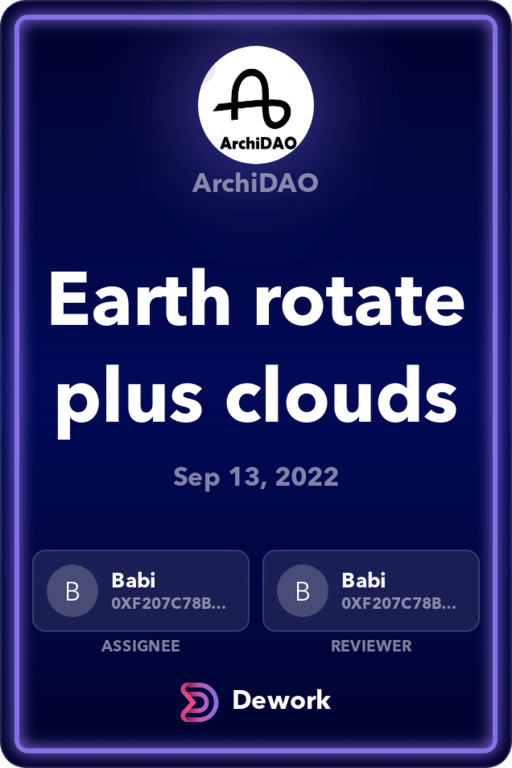 ArchiDAO
ArchiDAO
Earth rotate
plus clouds
Sep 13, 2022
B
Babi
0XF207C78B...
ASSIGNEE
B
Babi
0XF207C78B...
REVIEWER
Dework